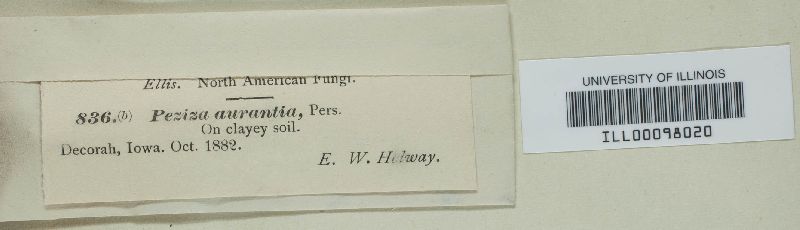 Ellis. North American Fungi.
836.(b) Peziza aurantia, Pers.
On clayey soil.
Decorah, Iowa. Oct. 1882.
E. W. Holway.
UNIVERSITY OF ILLINOIS
ILL00098020